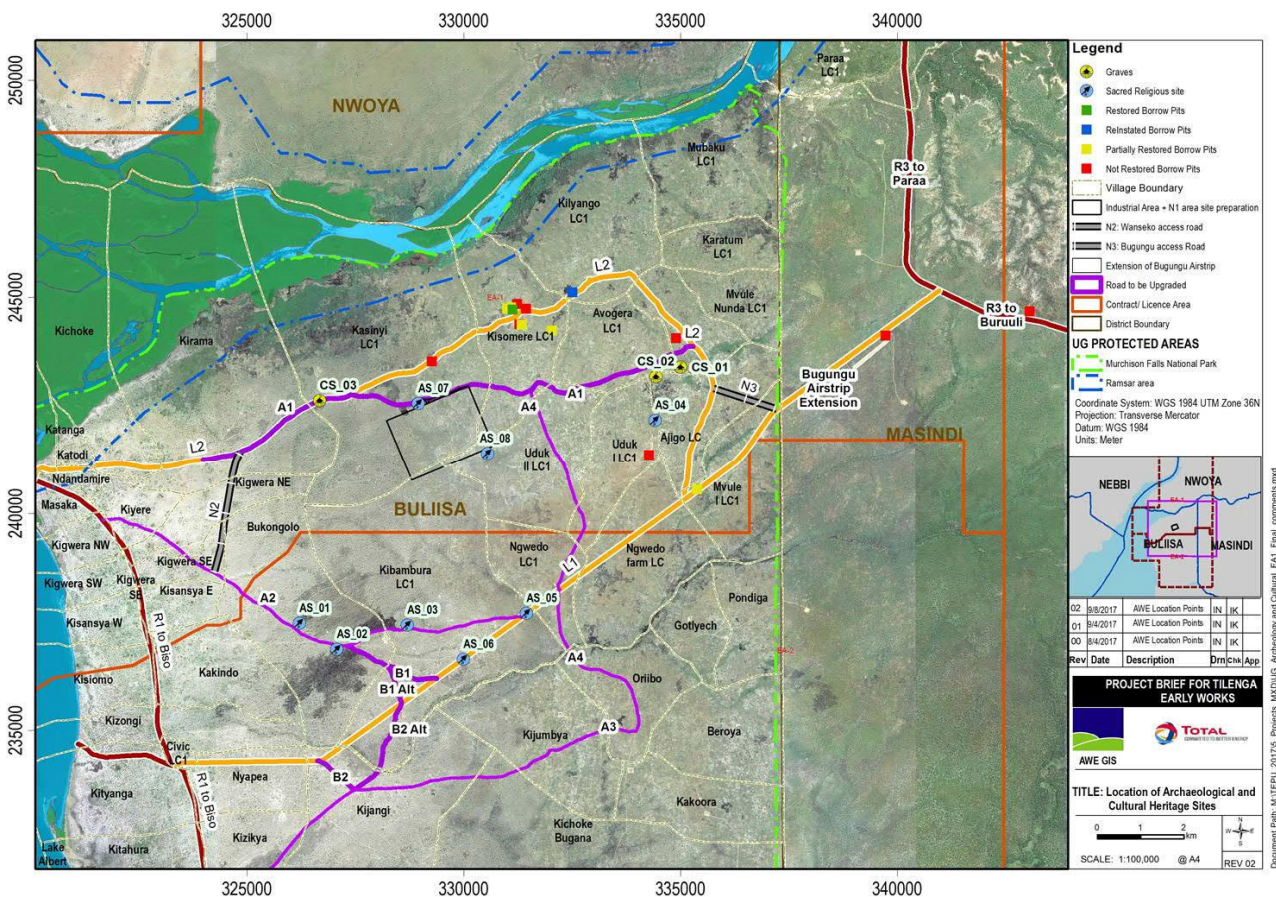 325000
330000
335000
340000
250000
245000
240000
235000
325000
330000
335000
340000
NWOYA
BULIISA
MASINDI
Paraa
LC1
Mubaku
LC1
Kilyango
LC1
Karatum
LC1
Mvule
Nunda LC1
Avogera
LC1
Kisomere LC1
Kasinyi
LC1
Kichoke
Kirama
R3 to
Paraa
R3 to
Buruuli
L2
EA-1
L2
CS_02
CS_01
CS_03
AS_07
A1
A4
A1
N3
Bugungu
Airstrip
Extension
Katanga
Katodi
L2
Ndandamire
Masaka
Kiyere
Kigwera NE
N2
Bukongolo
AS_04
AS_08
Uduk
II LC1
Uduk
I LC1
Ajigo LC
Mvule
I LC1
Kigwera NW
Kigwera SE
Kigwera SW
Kigwera
SE
Kisansya E
Kisansya W
R1 to Biso
A2
Kibambura
LC1
Ngwedo
LC1
Ngwedo
farm LC
L1
Pondiga
AS_01
AS_03
AS_05
AS_02
AS_06
Gotlyech
EA-2
Kisiomo
Kakindo
B1
B1 Alt
A4
Oriibo
Kizongi
B2 Alt
Kijumbya
A3
Beroya
Civic
LC1
Nyapea
B2
Kityanga
R1 to Biso
Kijangi
Kakoora
Kizikya
Kichoke
Bugana
Lake
Albert
Kitahura
Legend
Graves
Sacred Religious site
Restored Borrow Pits
ReInstated Borrow Pits
Partially Restored Borrow Pits
Not Restored Borrow Pits
Village Boundary
Industrial Area + N1 area site preparation
N2: Wanseko access road
N3: Bugungu access Road
Extension of Bugungu Airstrip
Road to be Upgraded
Contract/ Licence Area
District Boundary
UG PROTECTED AREAS
Murchison Falls National Park
Ramsar area
Coordinate System: WGS 1984 UTM Zone 36N
Projection: Transverse Mercator
Datum: WGS 1984
Units: Meter
NEBBI
NWOYA
EA-1
BULIISA
MASINDI
EA-2
02 9/8/2017 AWE Location Points IN IK
01 9/4/2017 AWE Location Points IN IK
00 8/4/2017 AWE Location Points IN IK
Rev Date Description Drn Chk App
PROJECT BRIEF FOR TILENGA
EARLY WORKS
AWE GIS
TOTAL
COMMITTED TO BETTER ENERGY
TITLE: Location of Archaeological and
Cultural Heritage Sites
0 1 2
km
N
W E
S
SCALE: 1:100,000 @ A4
REV 02